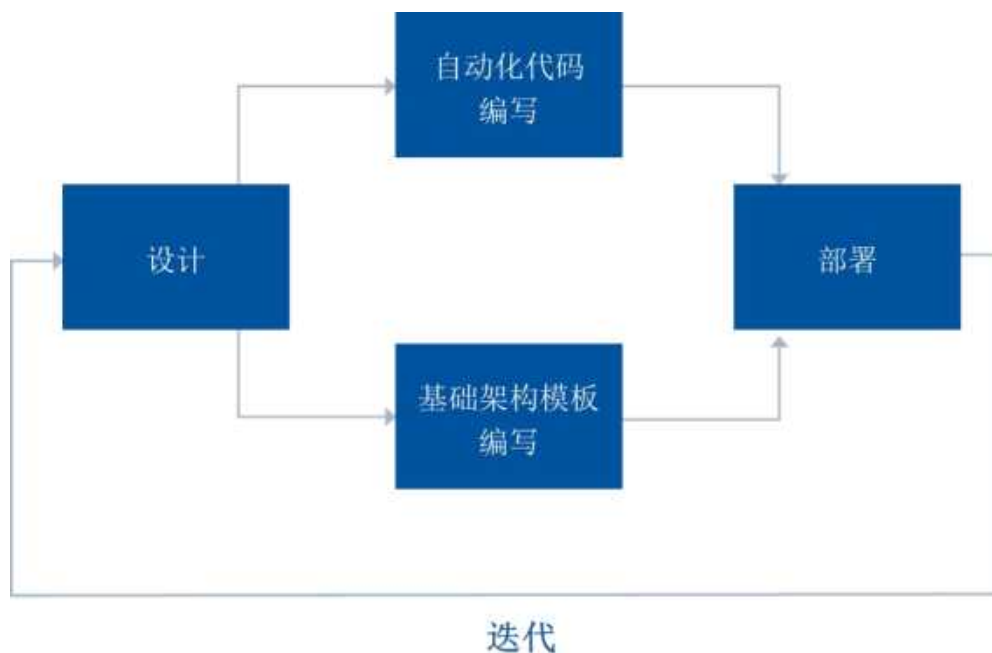 自动化代码
编写
设计
部署
基础架构模板
编写
迭代